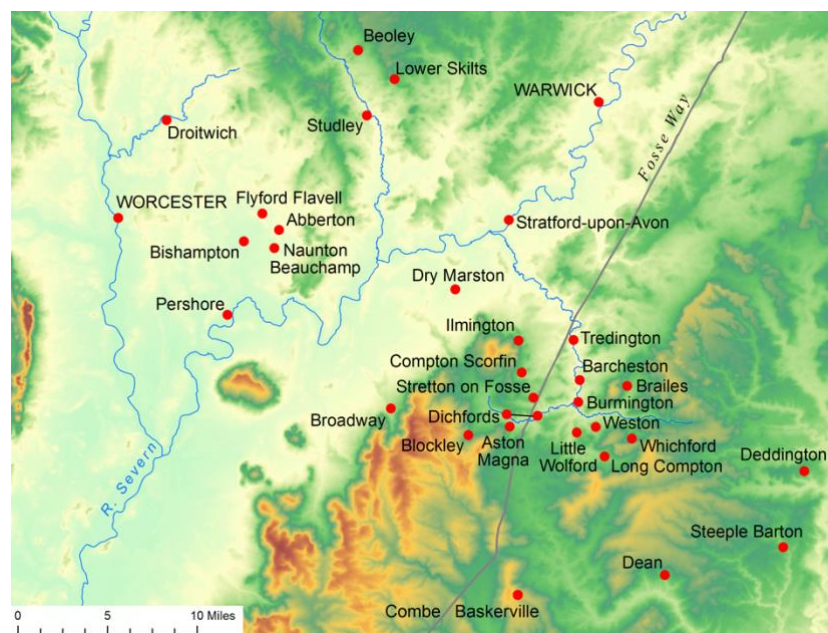 Beoley
Lower Skilts
WARWICK
Fosse Way
Droitwich
Studley
WORCESTER
Flyford Flavell
Abberton
Stratford-upon-Avon
Bishampton
Naunton
Beauchamp
Dry Marston
Pershore
Ilmington
Tredington
Compton Scorfin
Barcheston
Stretton on Fosse
Brailes
Broadway
Dichfords
Burmington
Weston
Blockley
Aston
Magna
Little
Wolford
Whichford
Long Compton
Deddington
R. Severn
Steeple Barton
Dean
Combe Baskerville
0 5 10 Miles